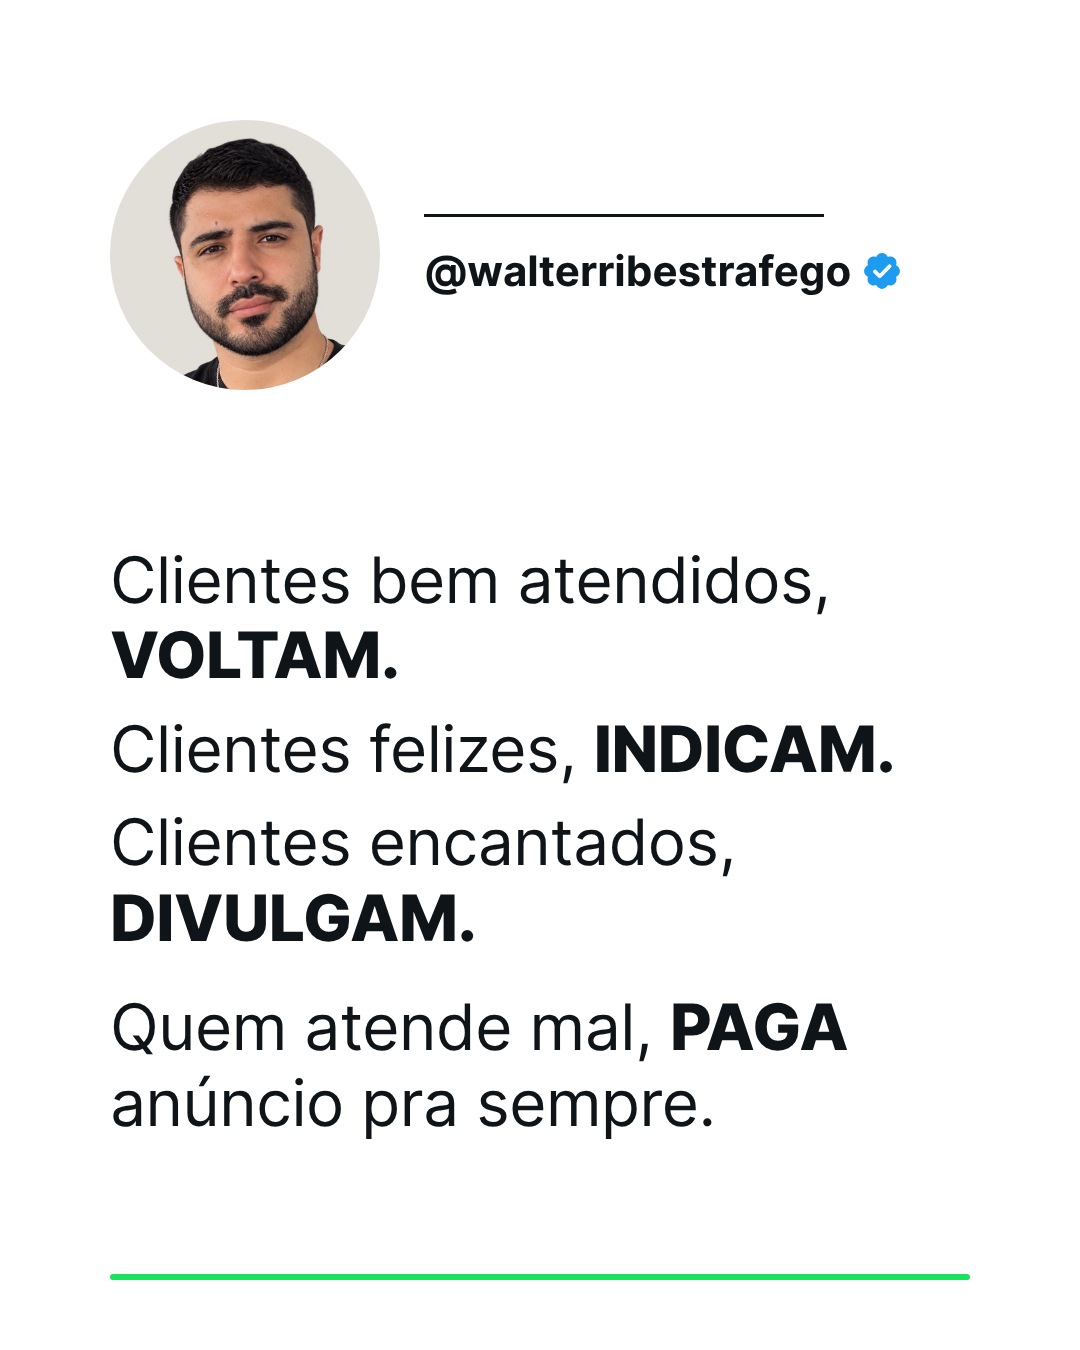 @walterribestrafego
Clientes bem atendidos,
VOLTAM.
Clientes felizes, INDICAM.
Clientes encantados,
DIVULGAM.
Quem atende mal, PAGA
anúncio pra sempre.